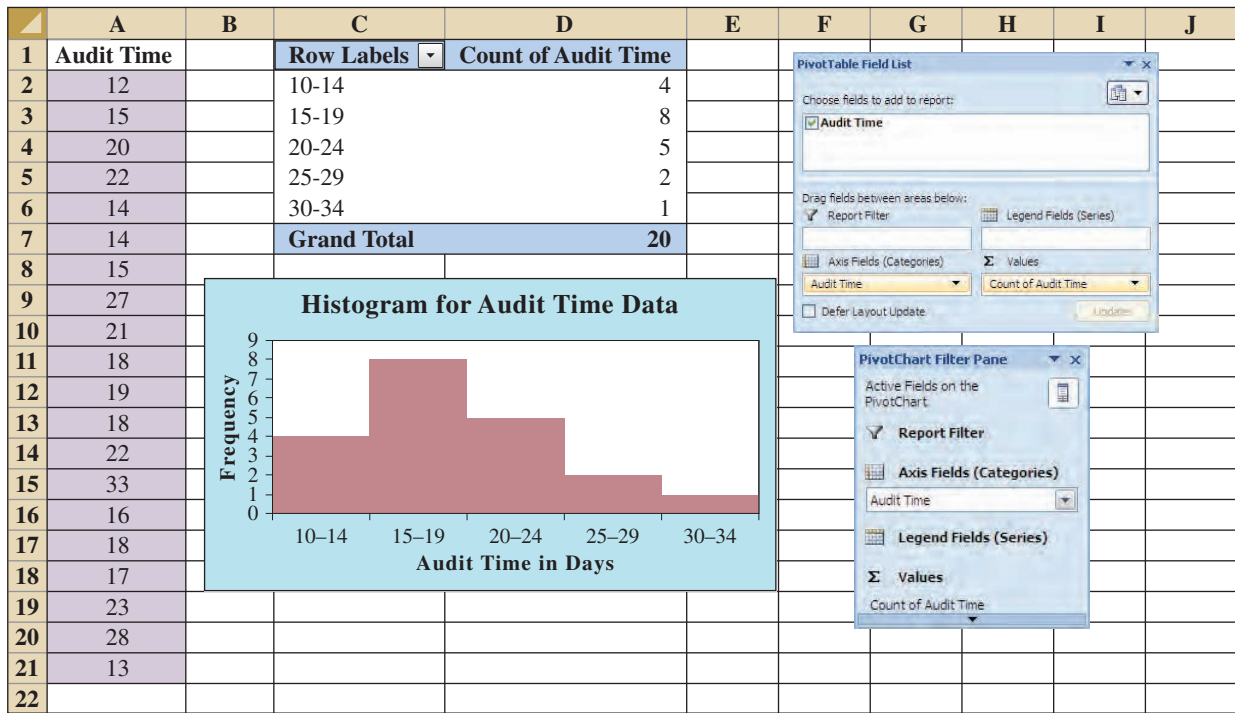 A B C D E F G H I J
1 Audit Time Row Labels Count of Audit Time
2 12 10-14 4
3 15 15-19 8
4 20 20-24 5
5 22 25-29 2
6 14 30-34 1
7 14 Grand Total 20
8 15
9 27
10 21
11 18
12 19
13 18
14 22
15 33
16 16
17 18
18 17
19 23
20 28
21 13
22
Histogram for Audit Time Data
Frequency
9
8
7
6
5
4
3
2
1
0
10–14 15–19 20–24 25–29 30–34
Audit Time in Days
PivotTable Field List
Choose fields to add to report:
Audit Time
Drag fields between areas below:
Report Filter Legend Fields (Series)
Axis Fields (Categories) Σ Values
Audit Time Count of Audit Time
Defer Layout Update Update
PivotChart Filter Pane
Active Fields on the
PivotChart
Report Filter
Axis Fields (Categories)
Audit Time
Legend Fields (Series)
Σ Values
Count of Audit Time